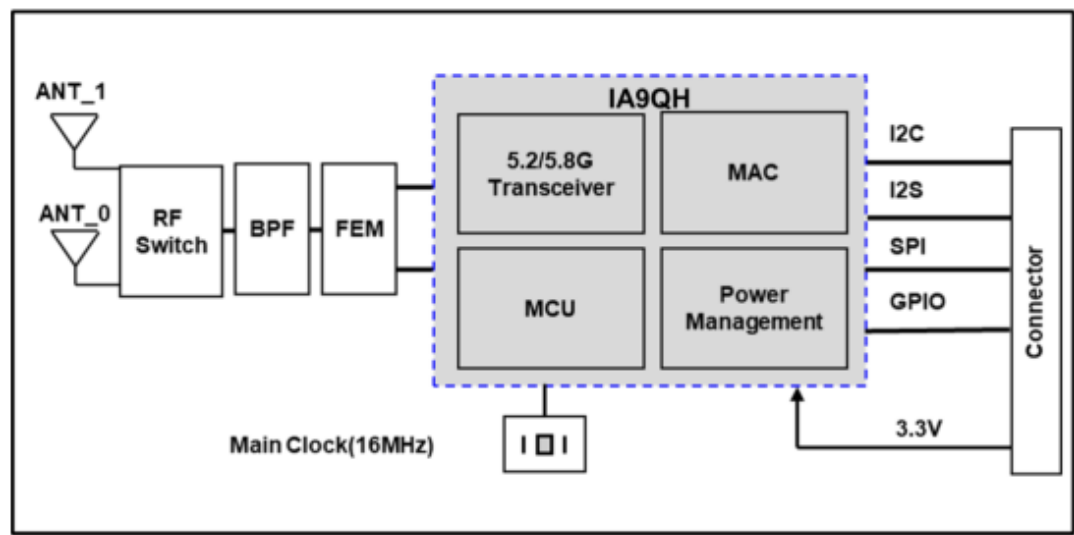 ANT_1
ANT_0
RF
Switch
BPF
FEM
IA9QH
5.2/5.8G
Transceiver
MAC
MCU
Power
Management
I2C
I2S
SPI
GPIO
3.3V
Connector
Main Clock(16MHz)